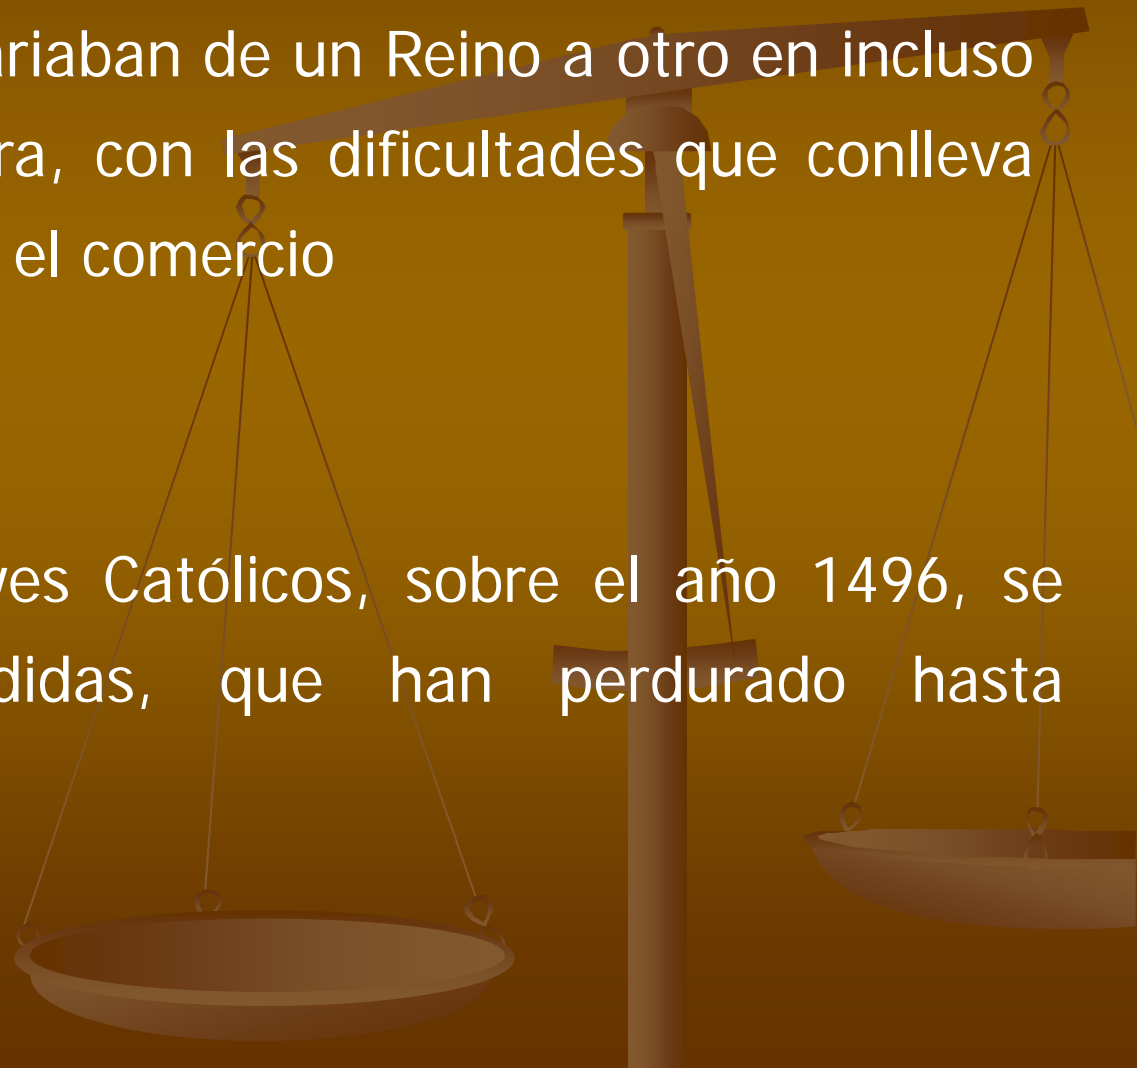 ariaban de un Reino a otro en incluso
ra, con las dificultades que conlleva
el comercio
yes Católicos, sobre el año 1496, se
didas, que han perdurado hasta